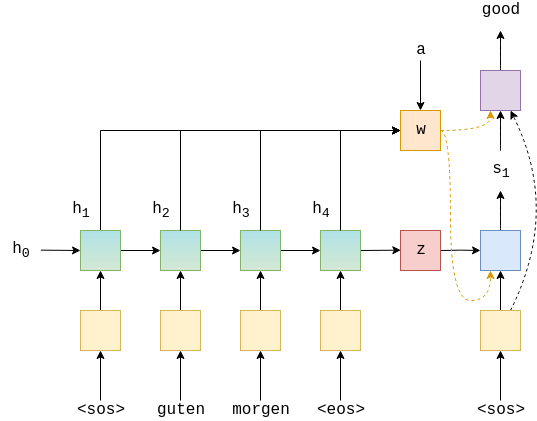 good
a
w
s1
h1 h2 h3 h4
h0
z
<sos> guten morgen <eos> <sos>